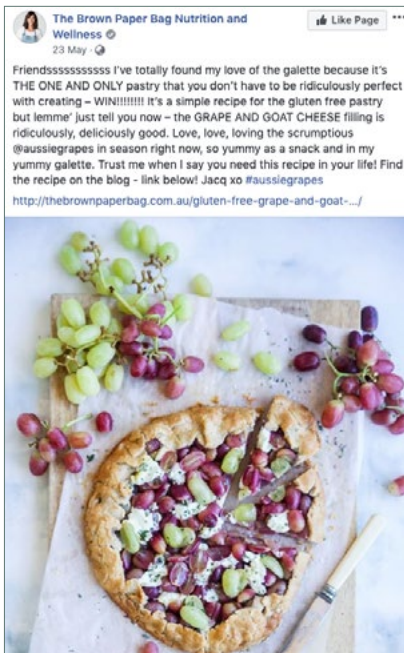 The Brown Paper Bag Nutrition and
Wellness
Like Page
23 May ·
Friendsssssssssss I've totally found my love of the galette because it's
THE ONE AND ONLY pastry that you don't have to be ridiculously perfect
with creating – WIN!!!!!!!! It's a simple recipe for the gluten free pastry
but lemme' just tell you now – the GRAPE AND GOAT CHEESE filling is
ridiculously, deliciously good. Love, love, loving the scrumptious
@aussiegrapes in season right now, so yummy as a snack and in my
yummy galette. Trust me when I say you need this recipe in your life! Find
the recipe on the blog - link below! Jacq xo #aussiegrapes
http://thebrownpaperbag.com.au/gluten-free-grape-and-goat-.../